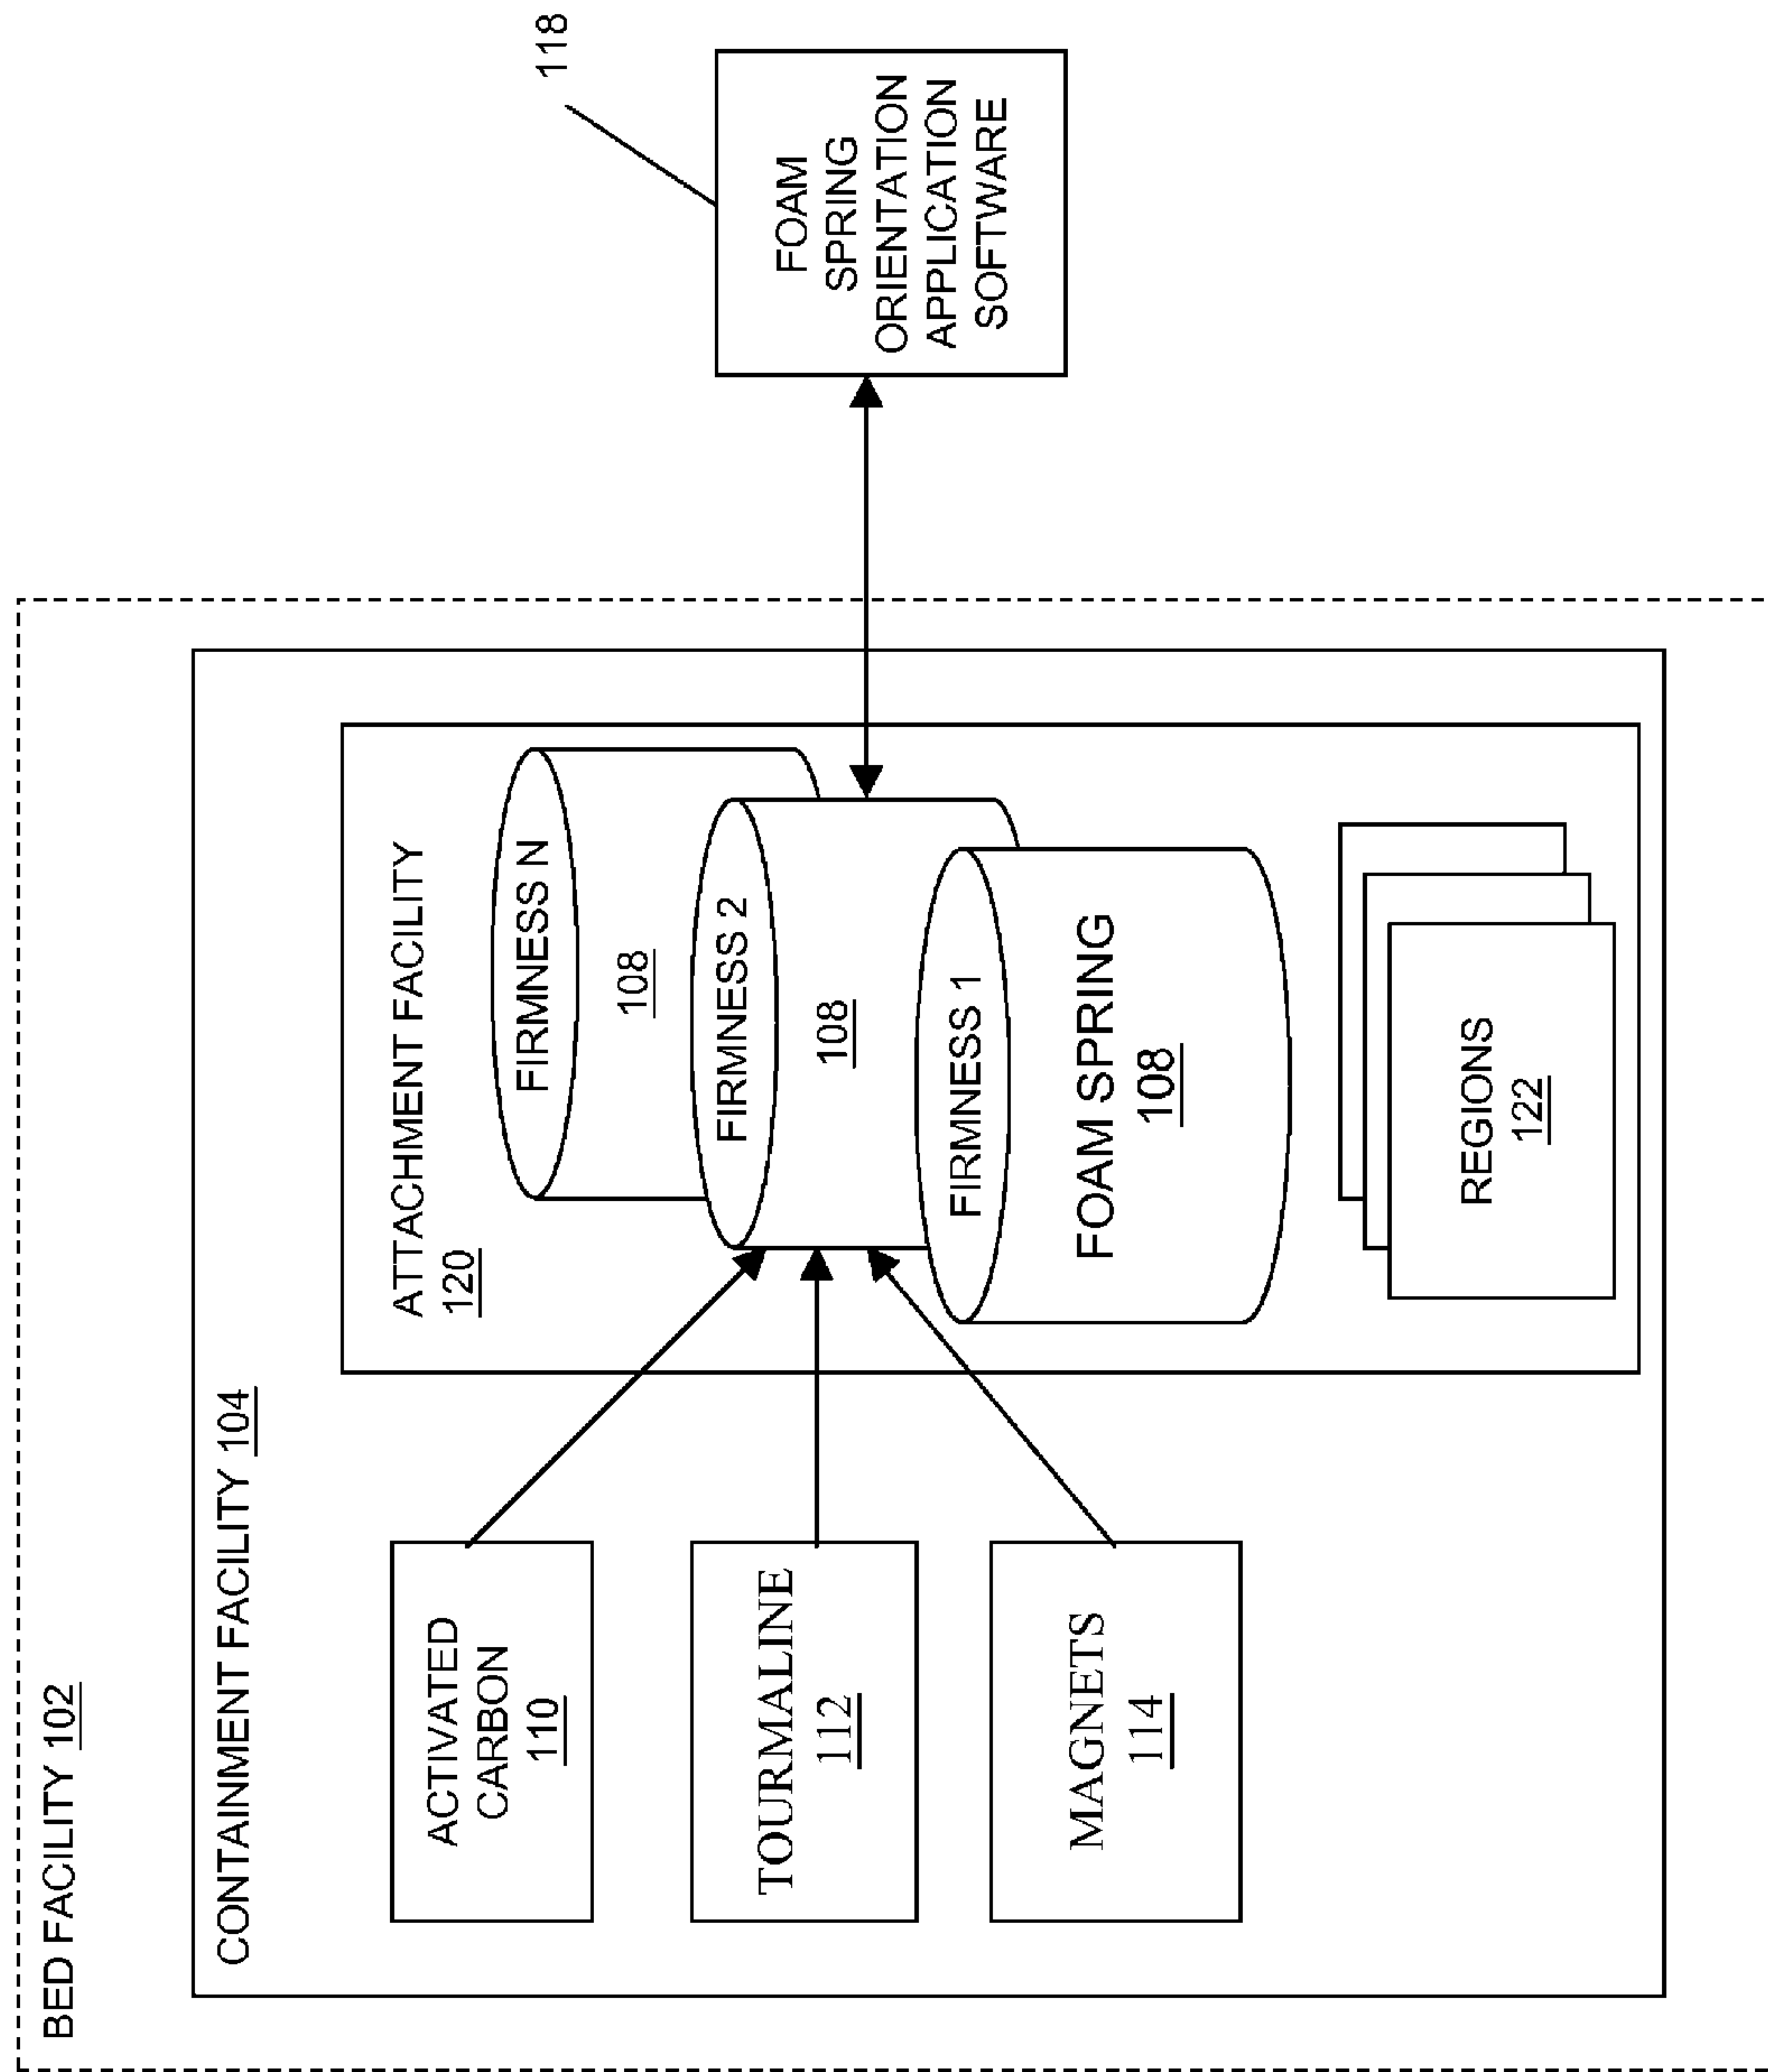 BED FACILITY 102
CONTAINMENT FACILITY 104
ACTIVATED
CARBON
110
TOURMALINE
112
MAGNETS
114
ATTACHMENT FACILITY
120
FIRMNESS N
108
FIRMNESS 2
108
FIRMNESS 1
FOAM SPRING
108
REGIONS
122
118
FOAM
SPRING
ORIENTATION
APPLICATION
SOFTWARE